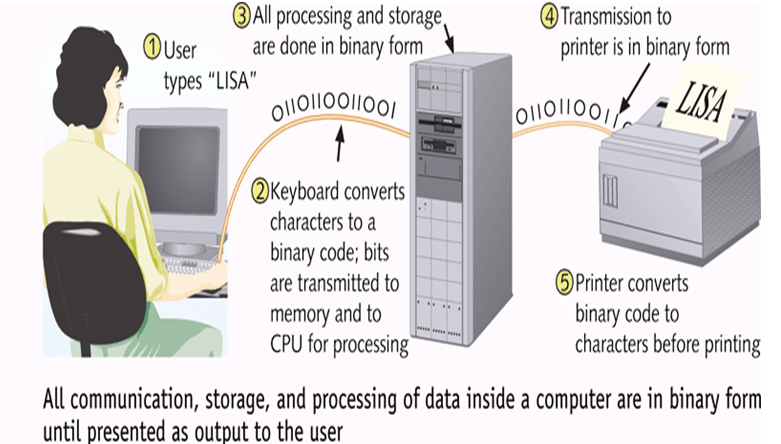 ① User
types “LISA”
0110110011001
② Keyboard converts
characters to a
binary code; bits
are transmitted to
memory and to
CPU for processing
③ All processing and storage
are done in binary form
④ Transmission to
printer is in binary form
0110110011
LISA
⑤ Printer converts
binary code to
characters before printing
All communication, storage, and processing of data inside a computer are in binary form
until presented as output to the user